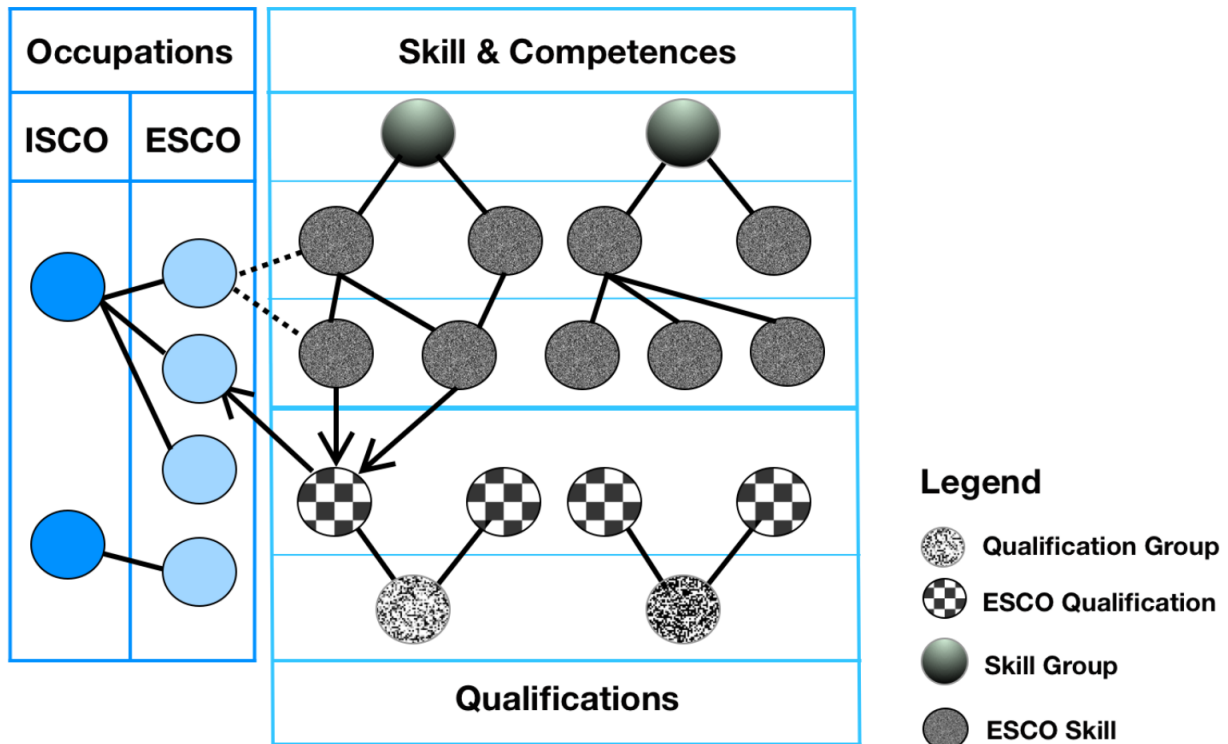 Occupations
Skill & Competences
ISCO
ESCO
Qualifications
Legend
Qualification Group
ESCO Qualification
Skill Group
ESCO Skill